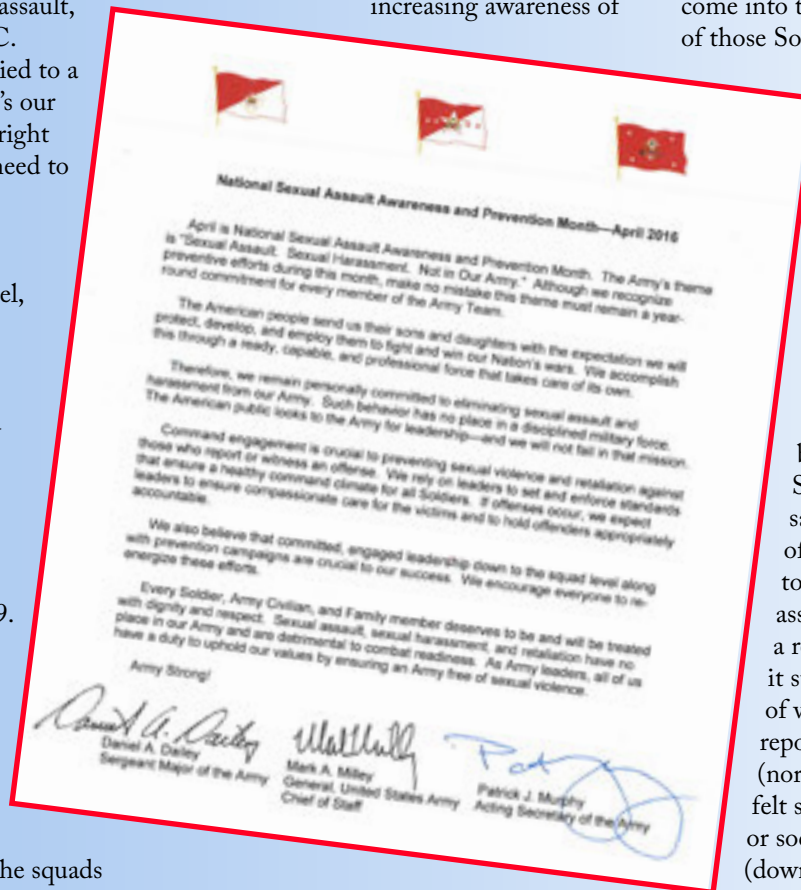 assault,
C.
ied to a
's our
right
need to
el,
9.
he squads
increasing awareness of
come into t
of those So
National Sexual Assault Awareness and Prevention Month—April 2016
April is National Sexual Assault Awareness and Prevention Month. The Army's theme
is "Sexual Assault. Sexual Harassment. Not in Our Army." Although we recognize
preventive efforts during this month, make no mistake this theme must remain a year-
round commitment for every member of the Army Team.
The American people send us their sons and daughters with the expectation we will
protect, develop, and employ them to fight and win our Nation's wars. We accomplish
this through a ready, capable, and professional force that takes care of its own.
Therefore, we remain personally committed to eliminating sexual assault and
harassment from our Army. Such behavior has no place in a disciplined military force.
The American public looks to the Army for leadership—and we will not fail in that mission.
Command engagement is crucial to preventing sexual violence and retaliation against
those who report or witness an offense. We rely on leaders to set and enforce standards
that ensure a healthy command climate for all Soldiers. If offenses occur, we expect
leaders to ensure compassionate care for the victims and to hold offenders appropriately
accountable.
We also believe that committed, engaged leadership down to the squad level along
with prevention campaigns are crucial to our success. We encourage everyone to re-
energize these efforts.
Every Soldier, Army Civilian, and Family member deserves to be and will be treated
with dignity and respect. Sexual assault, sexual harassment, and retaliation have no
place in our Army and are detrimental to combat readiness. As Army leaders, all of us
have a duty to uphold our values by ensuring an Army free of sexual violence.
Army Strong!
Daniel A. Dailey
Daniel A. Dailey
Sergeant Major of the Army
Mark A. Milley
General, United States Army
Chief of Staff
Patrick J. Murphy
Acting Secretary of the Army
b
S
sa
of
to
ass
a re
it s
of v
repo
(nor
felt s
or soc
(down